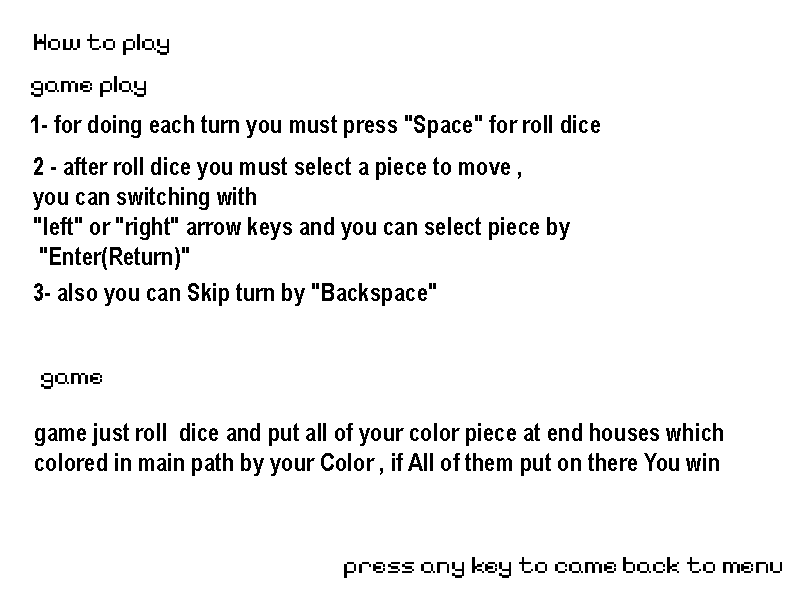 How to play
game play
1- for doing each turn you must press "Space" for roll dice
2 - after roll dice you must select a piece to move ,
you can switching with
"left" or "right" arrow keys and you can select piece by
"Enter(Return)"
3- also you can Skip turn by "Backspace"
game
game just roll  dice and put all of your color piece at end houses which
colored in main path by your Color , if All of them put on there You win
press any key to came back to menu